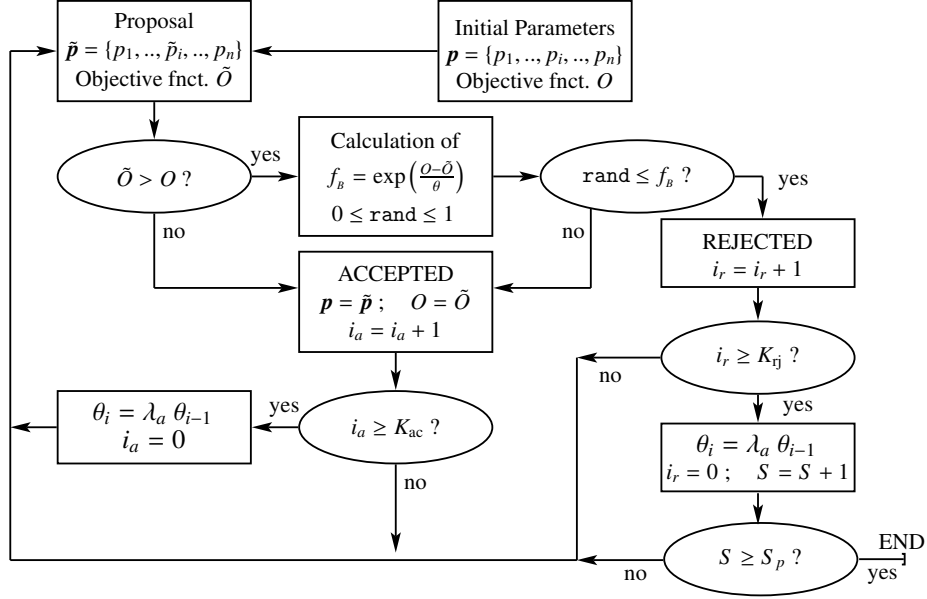 Proposal
p̃ = {p₁, .., p̃ᵢ, .., pₙ}
Objective fnct. Õ
Initial Parameters
p = {p₁, .., pᵢ, .., pₙ}
Objective fnct. O
Õ > O ?
yes
no
Calculation of
f_B = exp((O−Õ)/θ)
0 ≤ rand ≤ 1
rand ≤ f_B ?
yes
no
REJECTED
i_r = i_r + 1
ACCEPTED
p = p̃ ; O = Õ
i_a = i_a + 1
i_r ≥ K_rj ?
no
yes
θᵢ = λₐ θᵢ₋₁
i_a = 0
yes
i_a ≥ K_ac ?
no
θᵢ = λₐ θᵢ₋₁
i_r = 0 ; S = S + 1
S ≥ S_p ?
no
yes
END